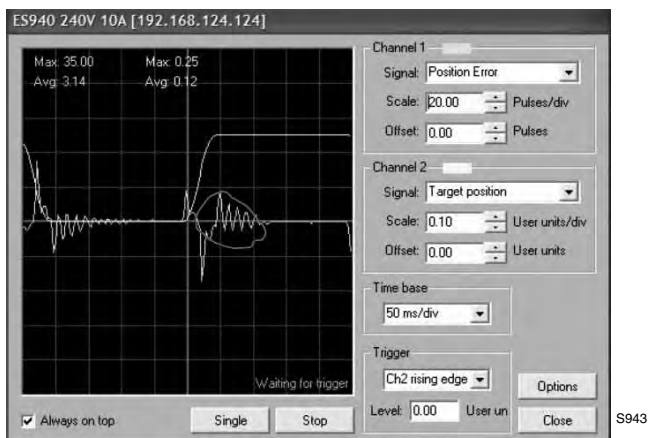 ES940 240V 10A [192.168.124.124]
Max: 35.00 Max: 0.25
Avg: 3.14 Avg: 0.12
Waiting for trigger
Always on top
Single
Stop
Channel 1
Signal: Position Error
Scale: 20.00 Pulses/div
Offset: 0.00 Pulses
Channel 2
Signal: Target position
Scale: 0.10 User units/div
Offset: 0.00 User units
Time base
50 ms/div
Trigger
Ch2 rising edge
Level: 0.00 User un
Options
Close
S943